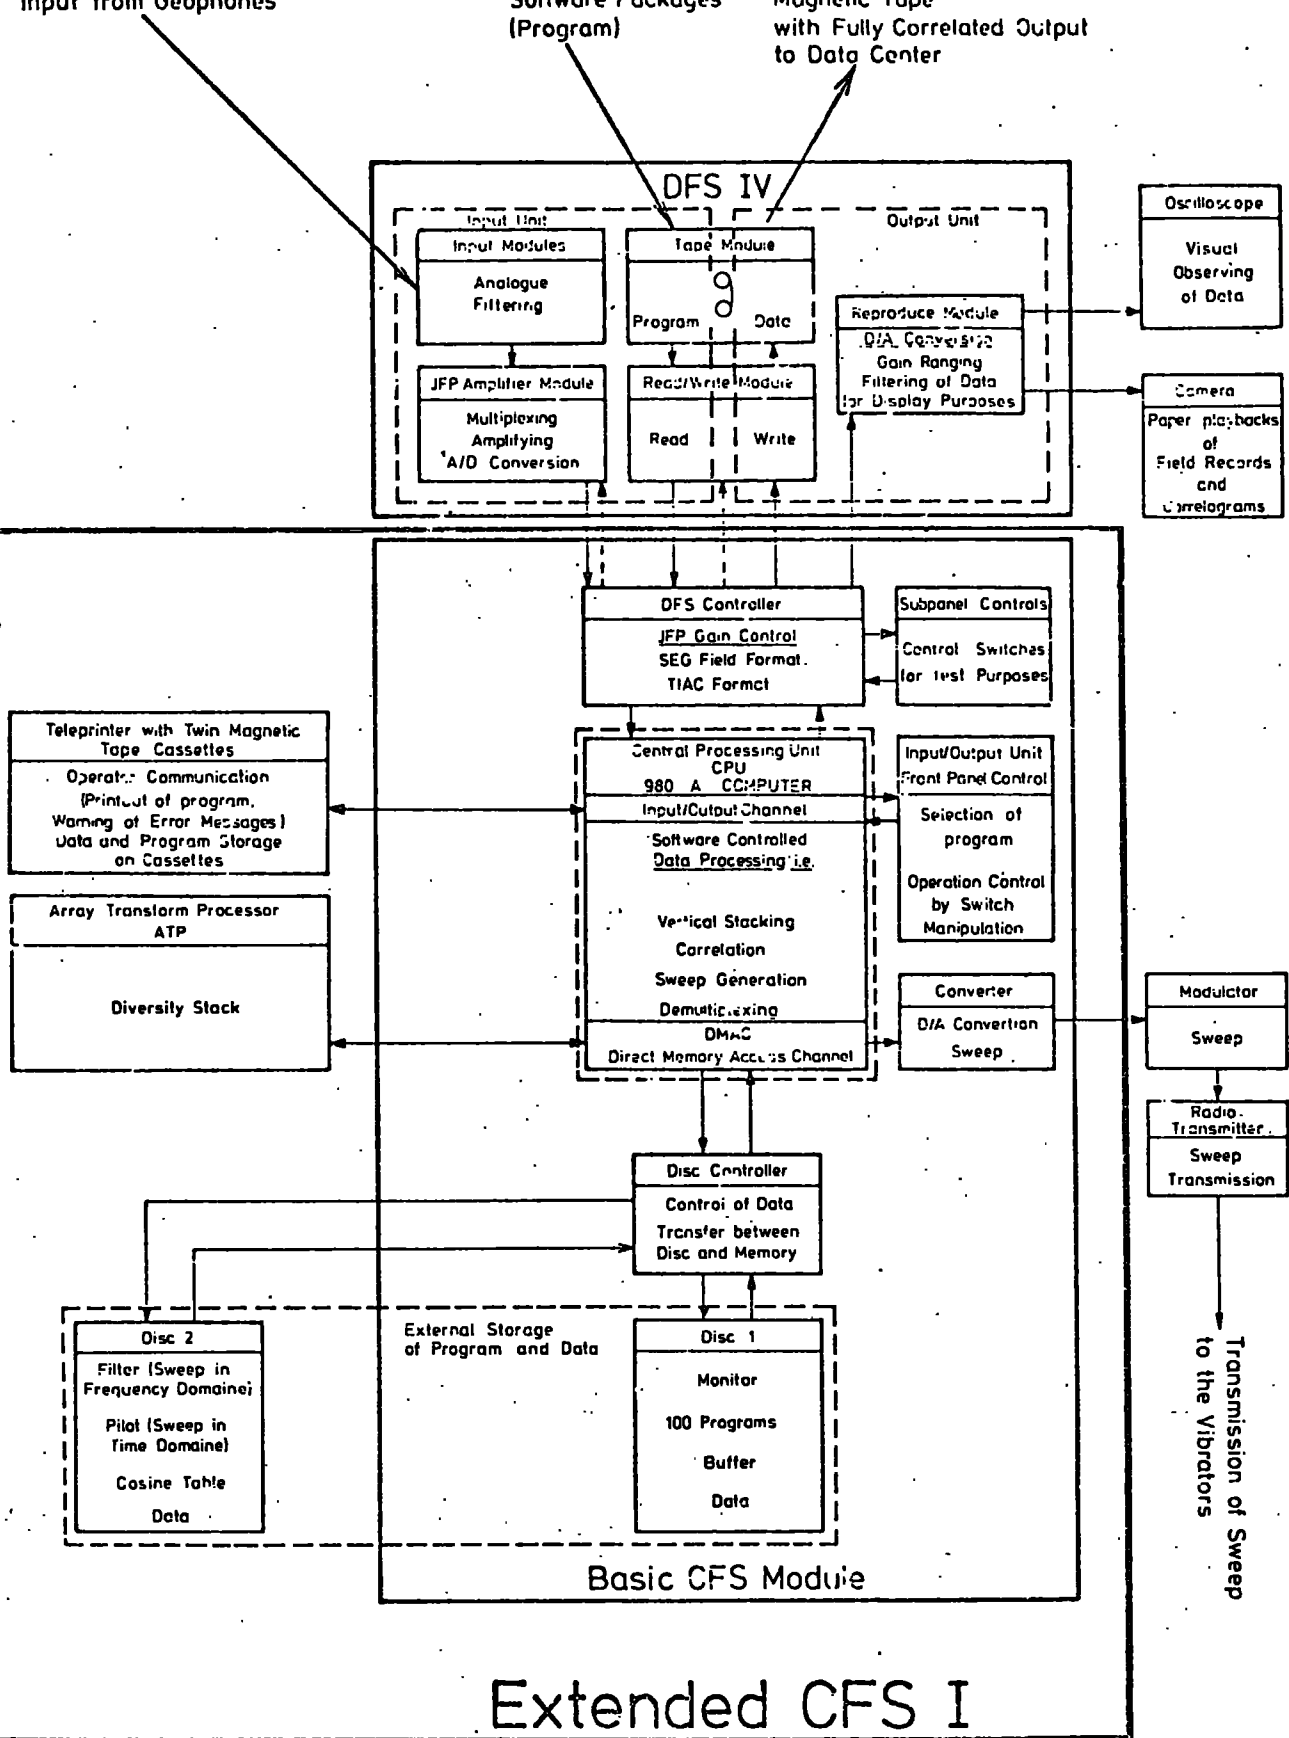 Input from Geophones
Software Packages
(Program)
Magnetic Tape
with Fully Correlated Output
to Data Center
DFS IV
Input Unit
Output Unit
Input Modules
Analogue
Filtering
Tape Module
Program
Data
JFP Amplifier Module
Multiplexing
Amplifying
A/D Conversion
Read/Write Module
Read
Write
Reproduce Module
D/A Conversion
Gain Ranging
Filtering of Data
for Display Purposes
Oscilloscope
Visual
Observing
of Data
Camera
Paper playbacks
of
Field Records
and
Correlograms
DFS Controller
JFP Gain Control
SEG Field Format.
TIAC Format
Subpanel Controls
Control Switches
for test Purposes
Teleprinter with Twin Magnetic
Tape Cassettes
Operator Communication
(Printout of program,
Warning of Error Messages)
Data and Program Storage
on Cassettes
Central Processing Unit
CPU
980 A COMPUTER
Input/Output Channel
Software Controlled
Data Processing i.e.
Vertical Stacking
Correlation
Sweep Generation
Demultiplexing
DMAC
Direct Memory Access Channel
Input/Output Unit
Front Panel Control
Selection of
program
Operation Control
by Switch
Manipulation
Array Transform Processor
ATP
Diversity Stack
Converter
D/A Convertion
Sweep
Modulator
Sweep
Radio
Transmitter
Sweep
Transmission
Transmission of Sweep
to the Vibrators
Disc Controller
Control of Data
Transfer between
Disc and Memory
External Storage
of Program and Data
Disc 2
Filter (Sweep in
Frequency Domaine)
Pilot (Sweep in
Time Domaine)
Cosine Table
Data
Disc 1
Monitor
100 Programs
Buffer
Data
Basic CFS Module
Extended CFS I